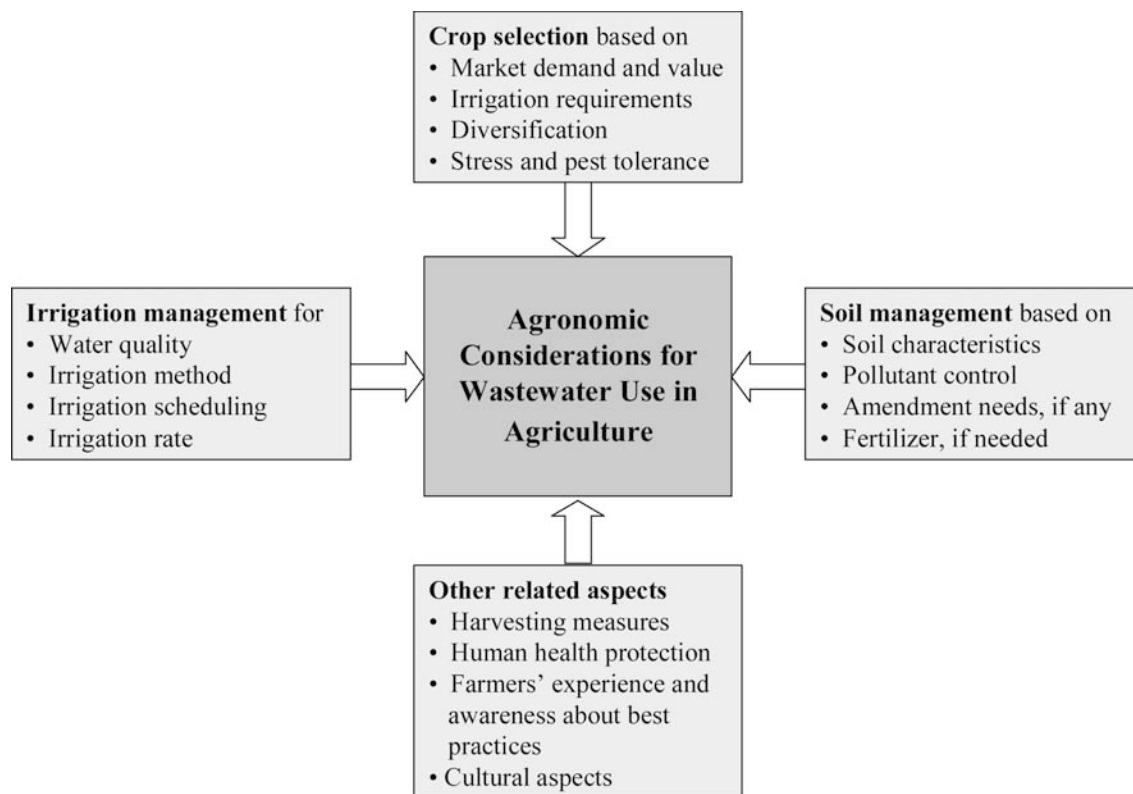 Crop selection based on
• Market demand and value
• Irrigation requirements
• Diversification
• Stress and pest tolerance
Irrigation management for
• Water quality
• Irrigation method
• Irrigation scheduling
• Irrigation rate
Agronomic
Considerations for
Wastewater Use in
Agriculture
Soil management based on
• Soil characteristics
• Pollutant control
• Amendment needs, if any
• Fertilizer, if needed
Other related aspects
• Harvesting measures
• Human health protection
• Farmers’ experience and
awareness about best
practices
• Cultural aspects